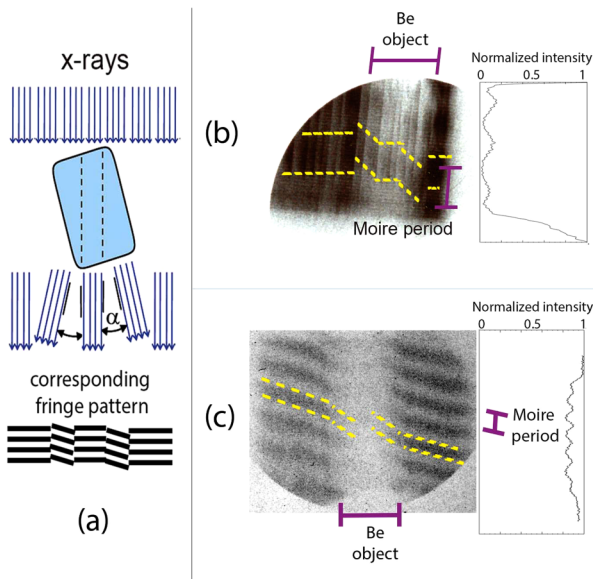 x-rays
α
corresponding
fringe pattern
(a)
Be
object
(b)
Moire period
Normalized intensity
0
0.5
1
Normalized intensity
0
0.5
1
(c)
Moire
period
Be
object